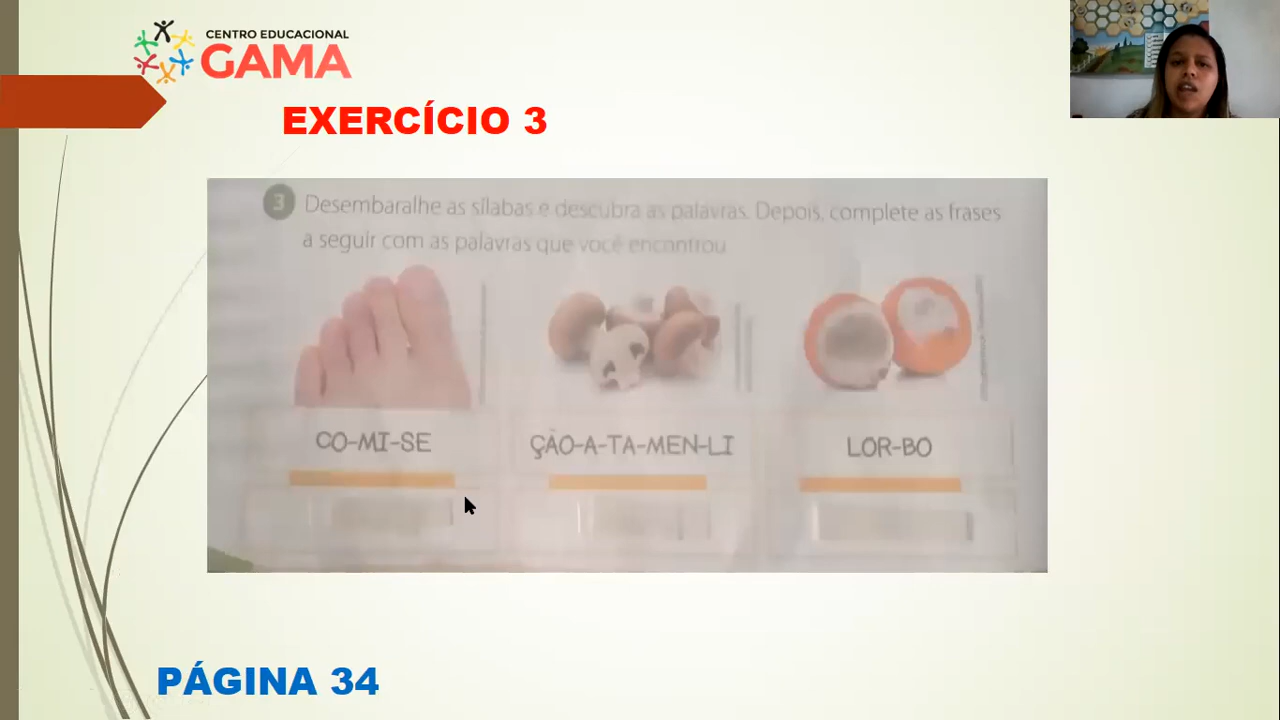 CENTRO EDUCACIONAL
GAMA
EXERCÍCIO 3
3 Desembaralhe as sílabas e descubra as palavras. Depois, complete as frases
a seguir com as palavras que você encontrou.
CO-MI-SE
ÇÃO-A-TA-MEN-LI
LOR-BO
PÁGINA 34